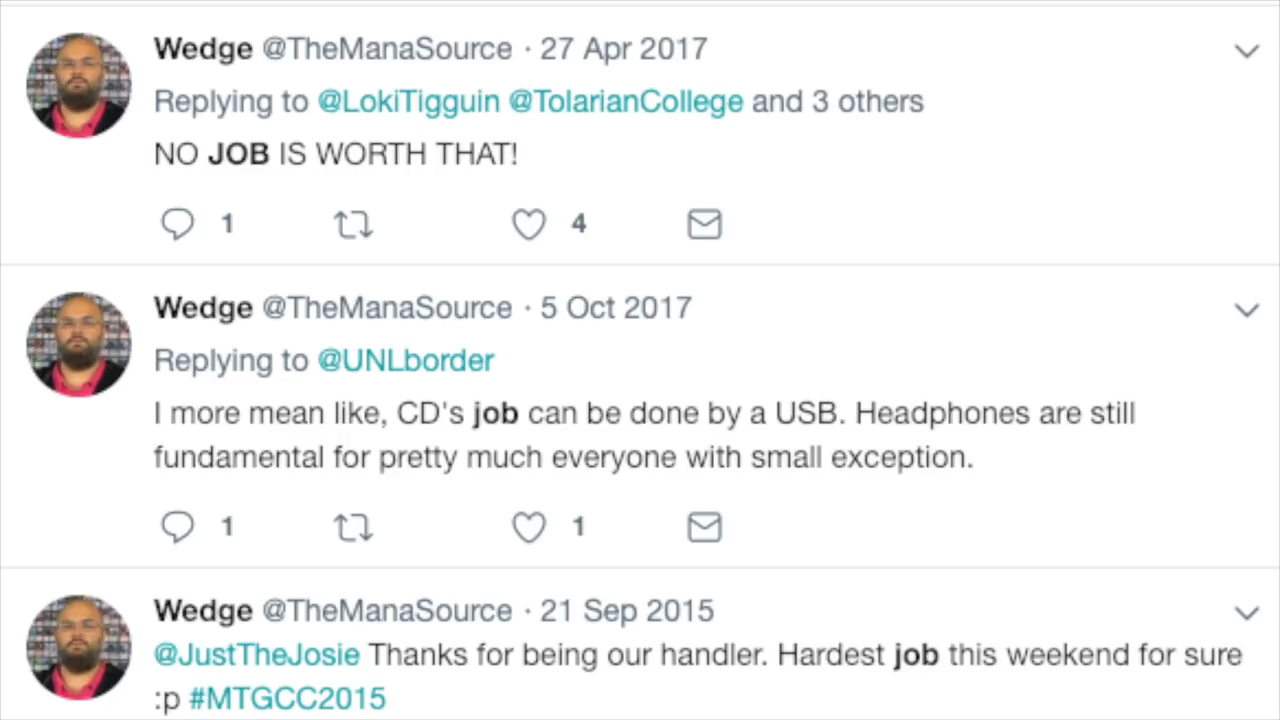 Wedge @TheManaSource · 27 Apr 2017
Replying to @LokiTigguin @TolarianCollege and 3 others
NO JOB IS WORTH THAT!
1 4
Wedge @TheManaSource · 5 Oct 2017
Replying to @UNLborder
I more mean like, CD's job can be done by a USB. Headphones are still
fundamental for pretty much everyone with small exception.
1 1
Wedge @TheManaSource · 21 Sep 2015
@JustTheJosie Thanks for being our handler. Hardest job this weekend for sure
:p #MTGCC2015